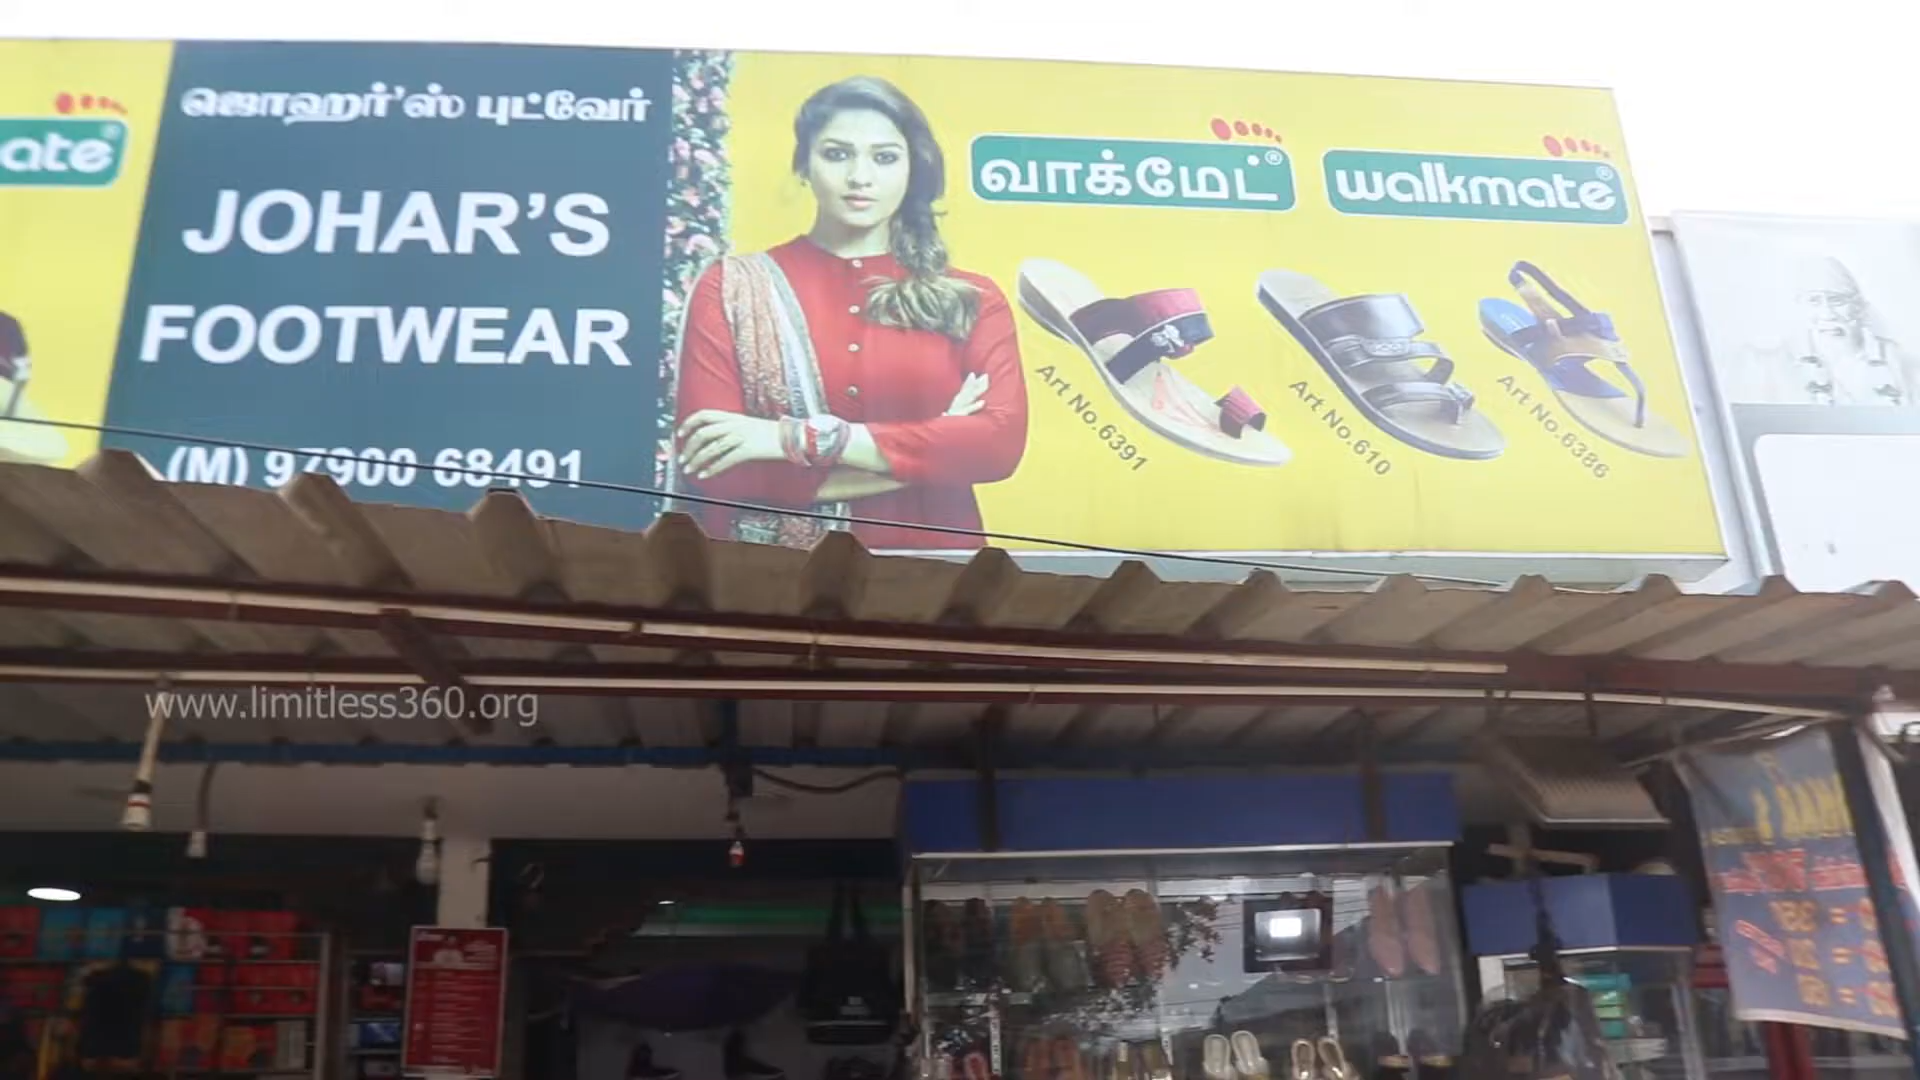 ate®
ஜொஹர்'ஸ் புட்வேர்
JOHAR'S
FOOTWEAR
(M) 97900 68491
வாக்மேட்®
walkmate®
Art No.6391
Art No.610
Art No.6386
www.limitless360.org